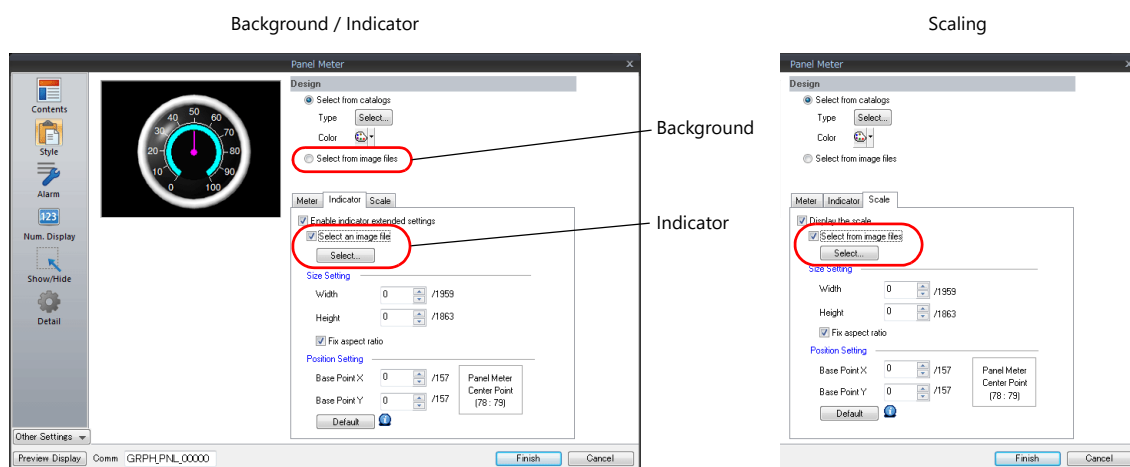 Background / Indicator
Scaling
Panel Meter
x
Contents
Style
Alarm
123
Num. Display
Show/Hide
Detail
Other Settings
Preview Display
Comm GRPH_PNL_00000
0 10 20 30 40 50 60 70 80 90 100
Design
Select from catalogs
Type Select...
Color
Select from image files
Meter Indicator Scale
Enable indicator extended settings
Select an image file
Select...
Size Setting
Width 0 /1959
Height 0 /1863
Fix aspect ratio
Position Setting
Base Point X 0 /157
Base Point Y 0 /157
Panel Meter
Center Point
(78 : 79)
Default
Finish Cancel
Background
Indicator
Panel Meter
x
Design
Select from catalogs
Type Select...
Color
Select from image files
Meter Indicator Scale
Display the scale
Select from image files
Select...
Size Setting
Width 0 /1959
Height 0 /1863
Fix aspect ratio
Position Setting
Base Point X 0 /157
Base Point Y 0 /157
Panel Meter
Center Point
(78 : 79)
Default
Finish Cancel